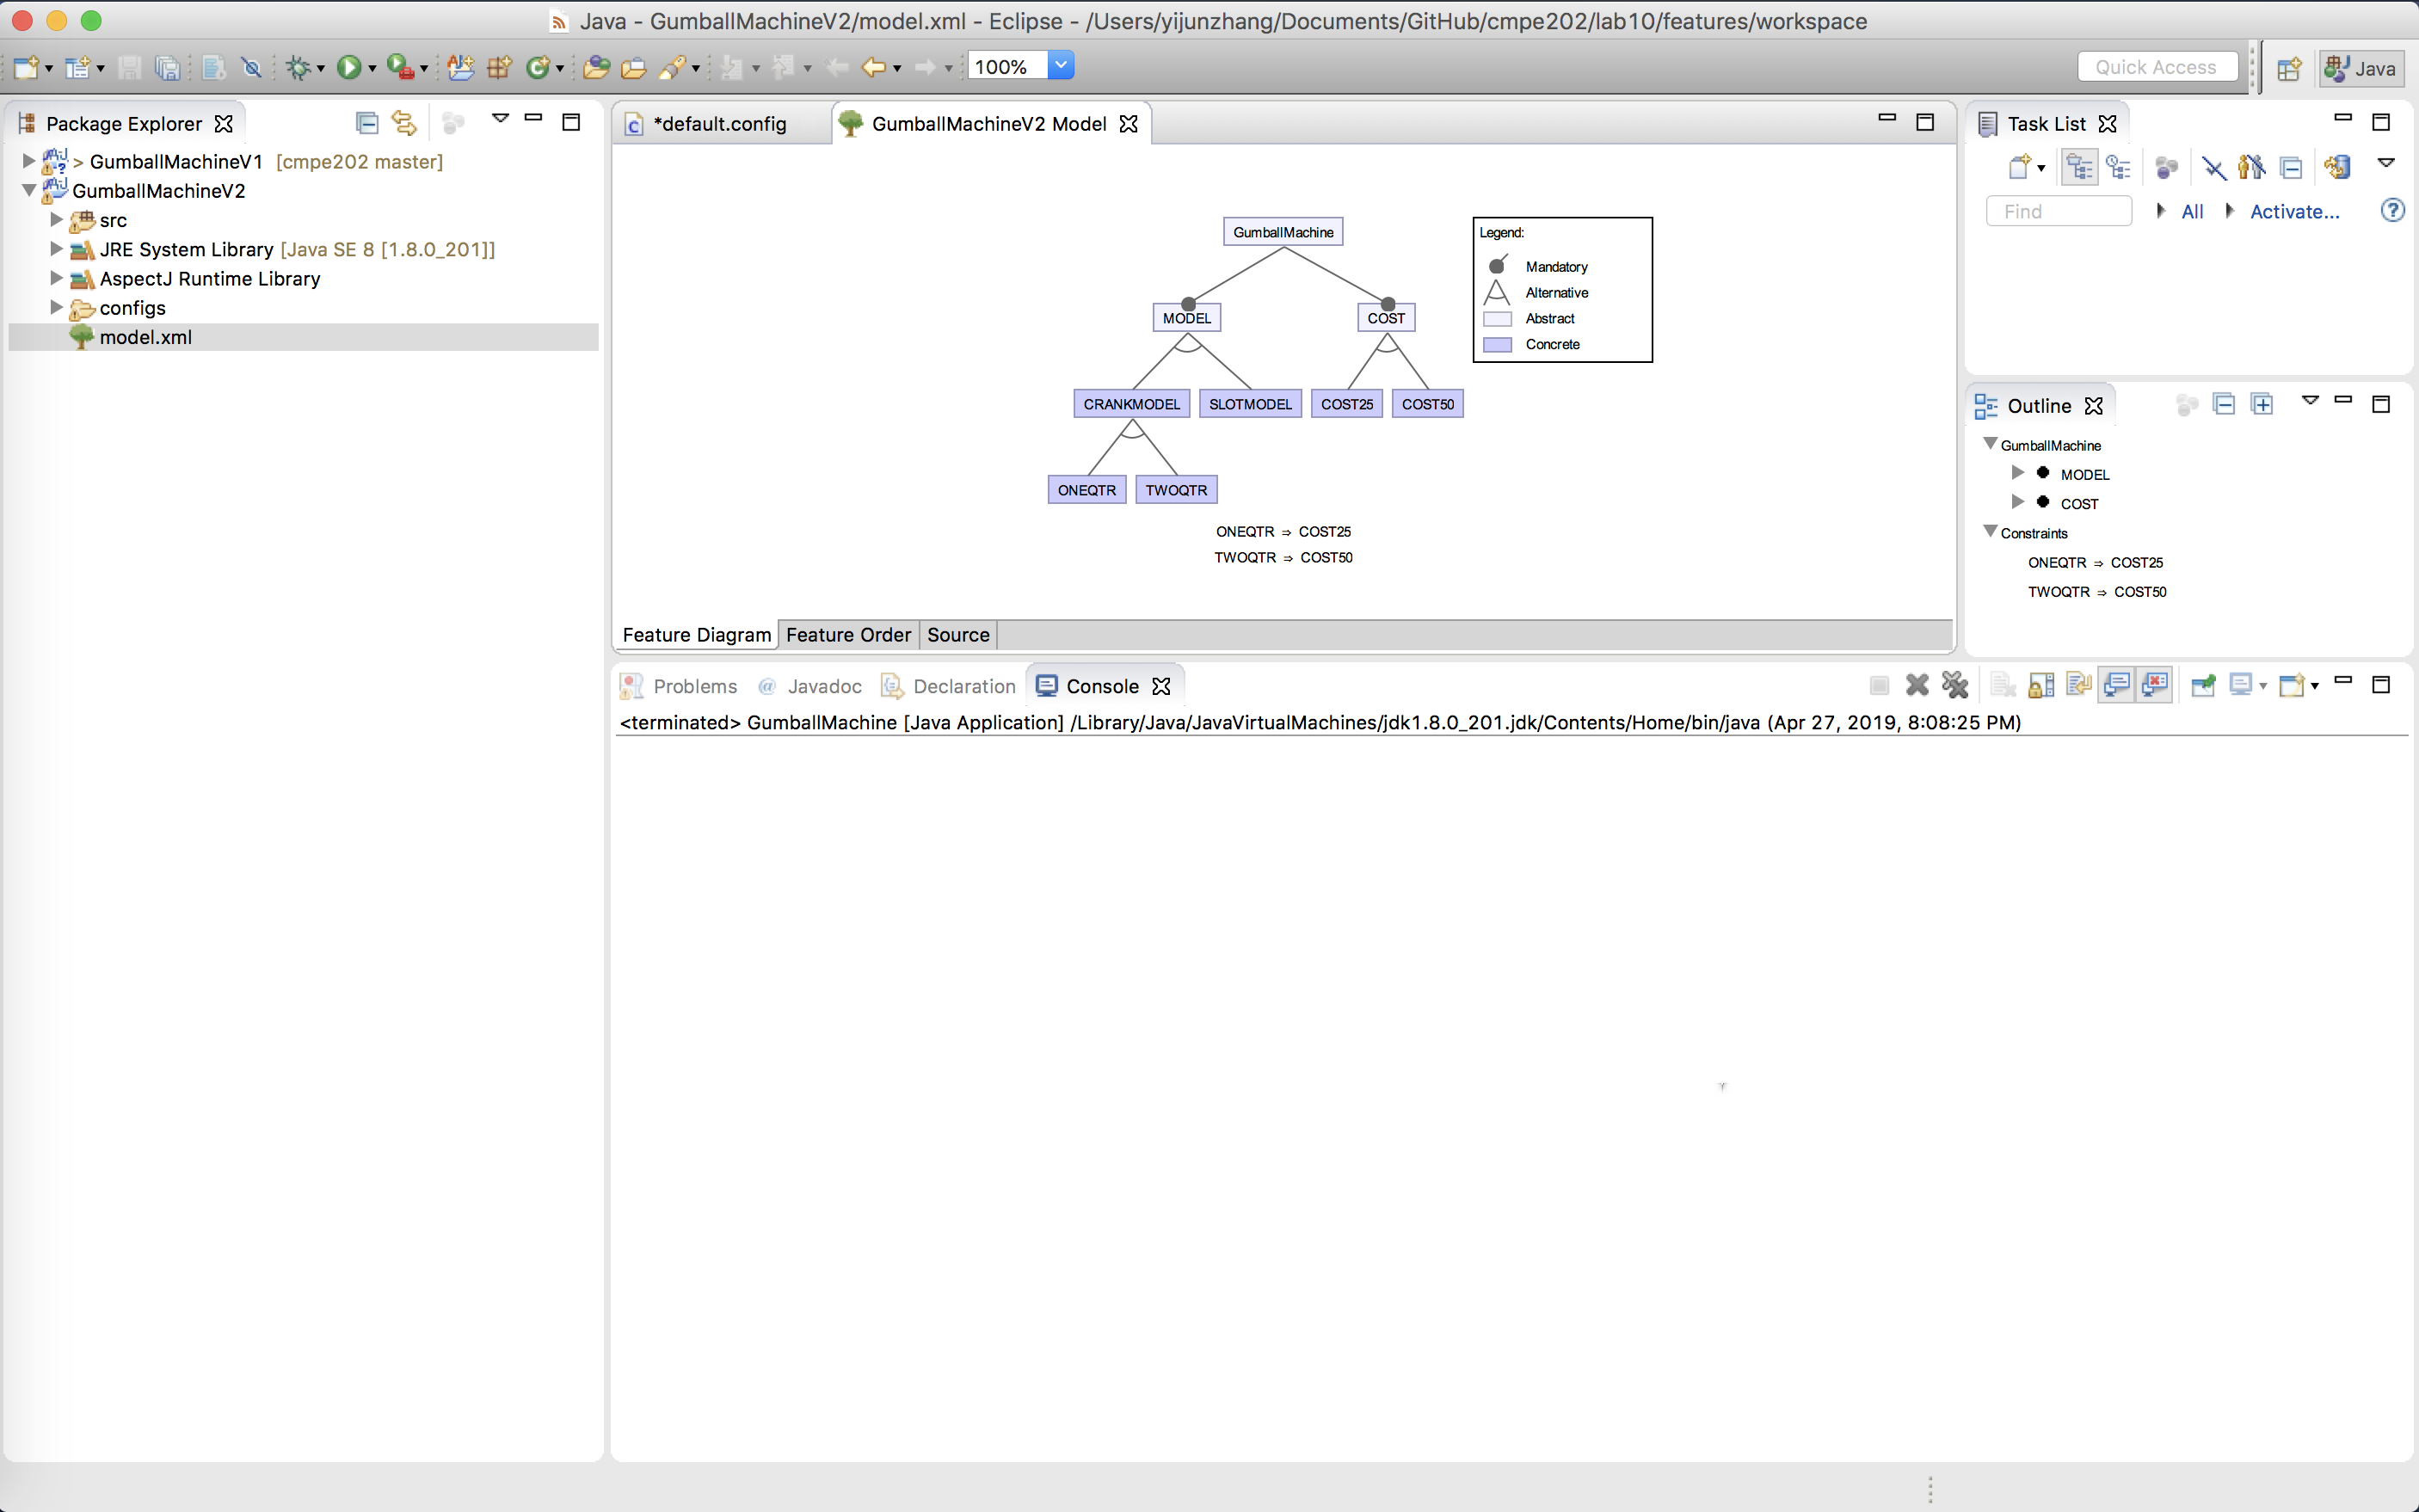 Java - GumballMachineV2/model.xml - Eclipse - /Users/yijunzhang/Documents/GitHub/cmpe202/lab10/features/workspace
100%
Quick Access
Java
Package Explorer
> GumballMachineV1 [cmpe202 master]
GumballMachineV2
src
JRE System Library [Java SE 8 [1.8.0_201]]
AspectJ Runtime Library
configs
model.xml
*default.config
GumballMachineV2 Model
GumballMachine
MODEL
COST
CRANKMODEL
SLOTMODEL
COST25
COST50
ONEQTR
TWOQTR
ONEQTR ⇒ COST25
TWOQTR ⇒ COST50
Legend:
Mandatory
Alternative
Abstract
Concrete
Feature Diagram
Feature Order
Source
Task List
Find
All
Activate...
Outline
GumballMachine
MODEL
COST
Constraints
ONEQTR ⇒ COST25
TWOQTR ⇒ COST50
Problems
Javadoc
Declaration
Console
<terminated> GumballMachine [Java Application] /Library/Java/JavaVirtualMachines/jdk1.8.0_201.jdk/Contents/Home/bin/java (Apr 27, 2019, 8:08:25 PM)